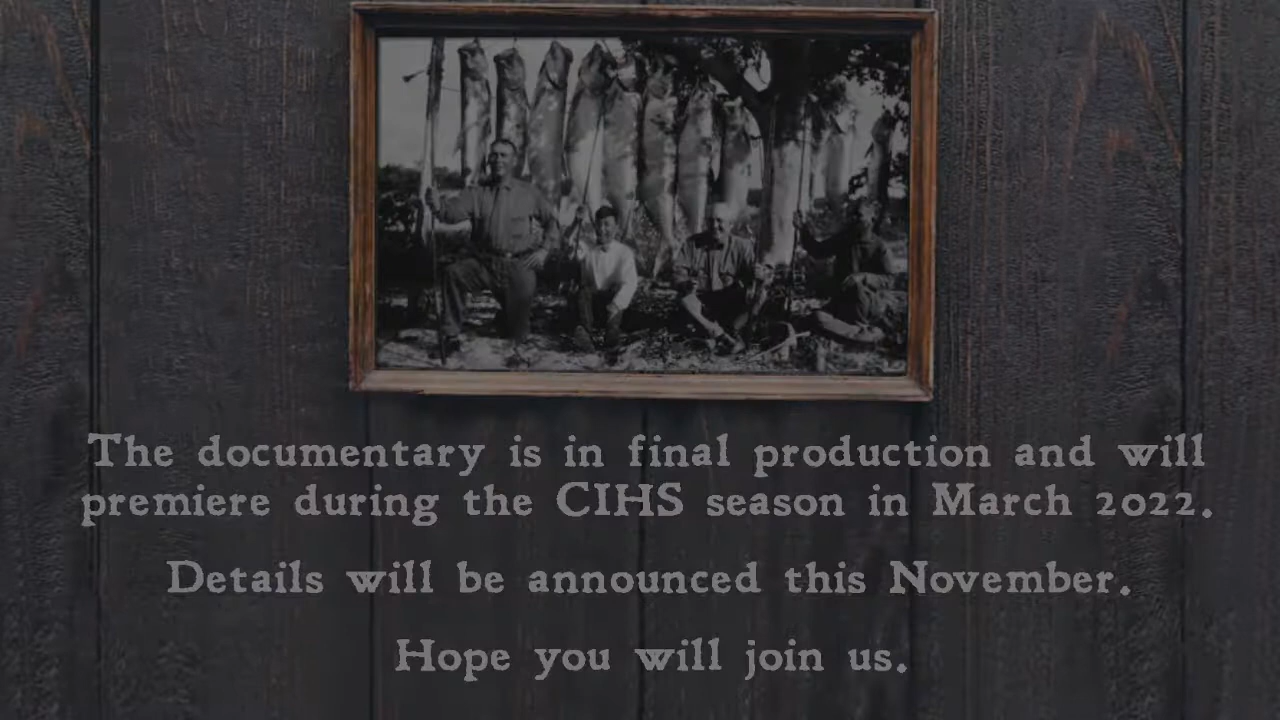 The documentary is in final production and will
premiere during the CIHS season in March 2022.
Details will be announced this November.
Hope you will join us.